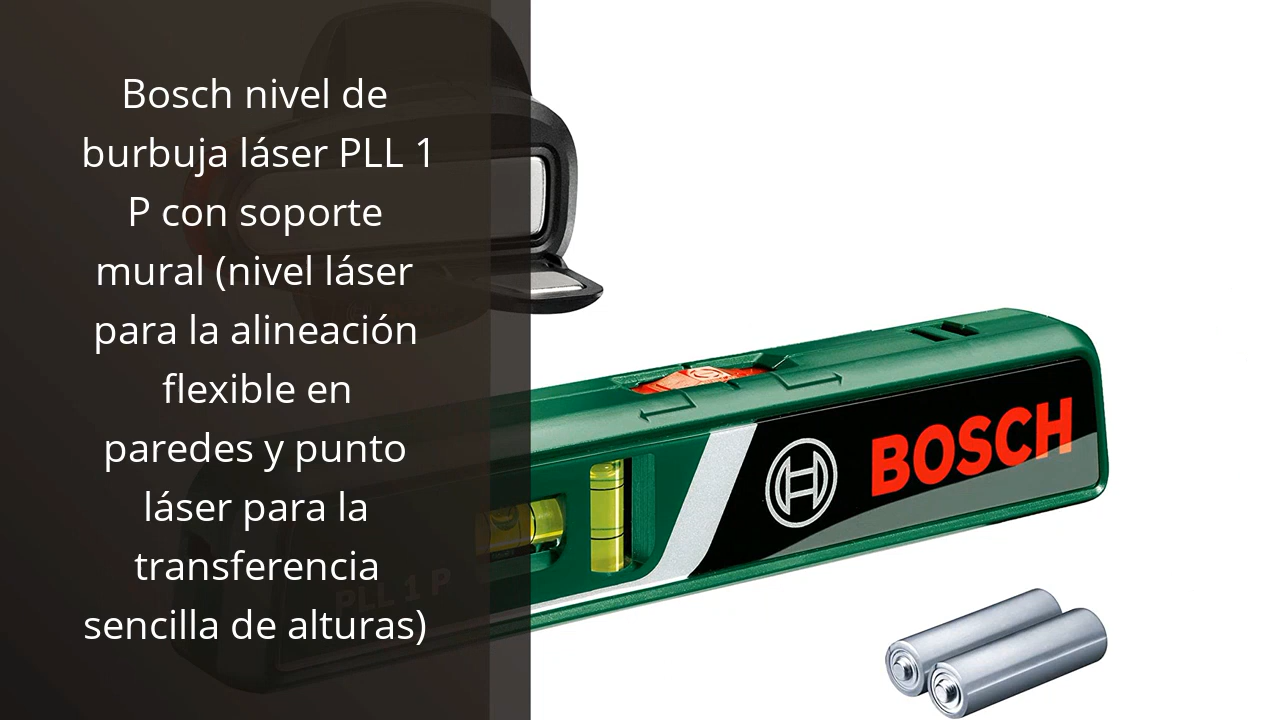 Bosch nivel de
burbuja láser PLL 1
P con soporte
mural (nivel láser
para la alineación
flexible en
paredes y punto
láser para la
transferencia
sencilla de alturas)
BOSCH
PLL 1 P